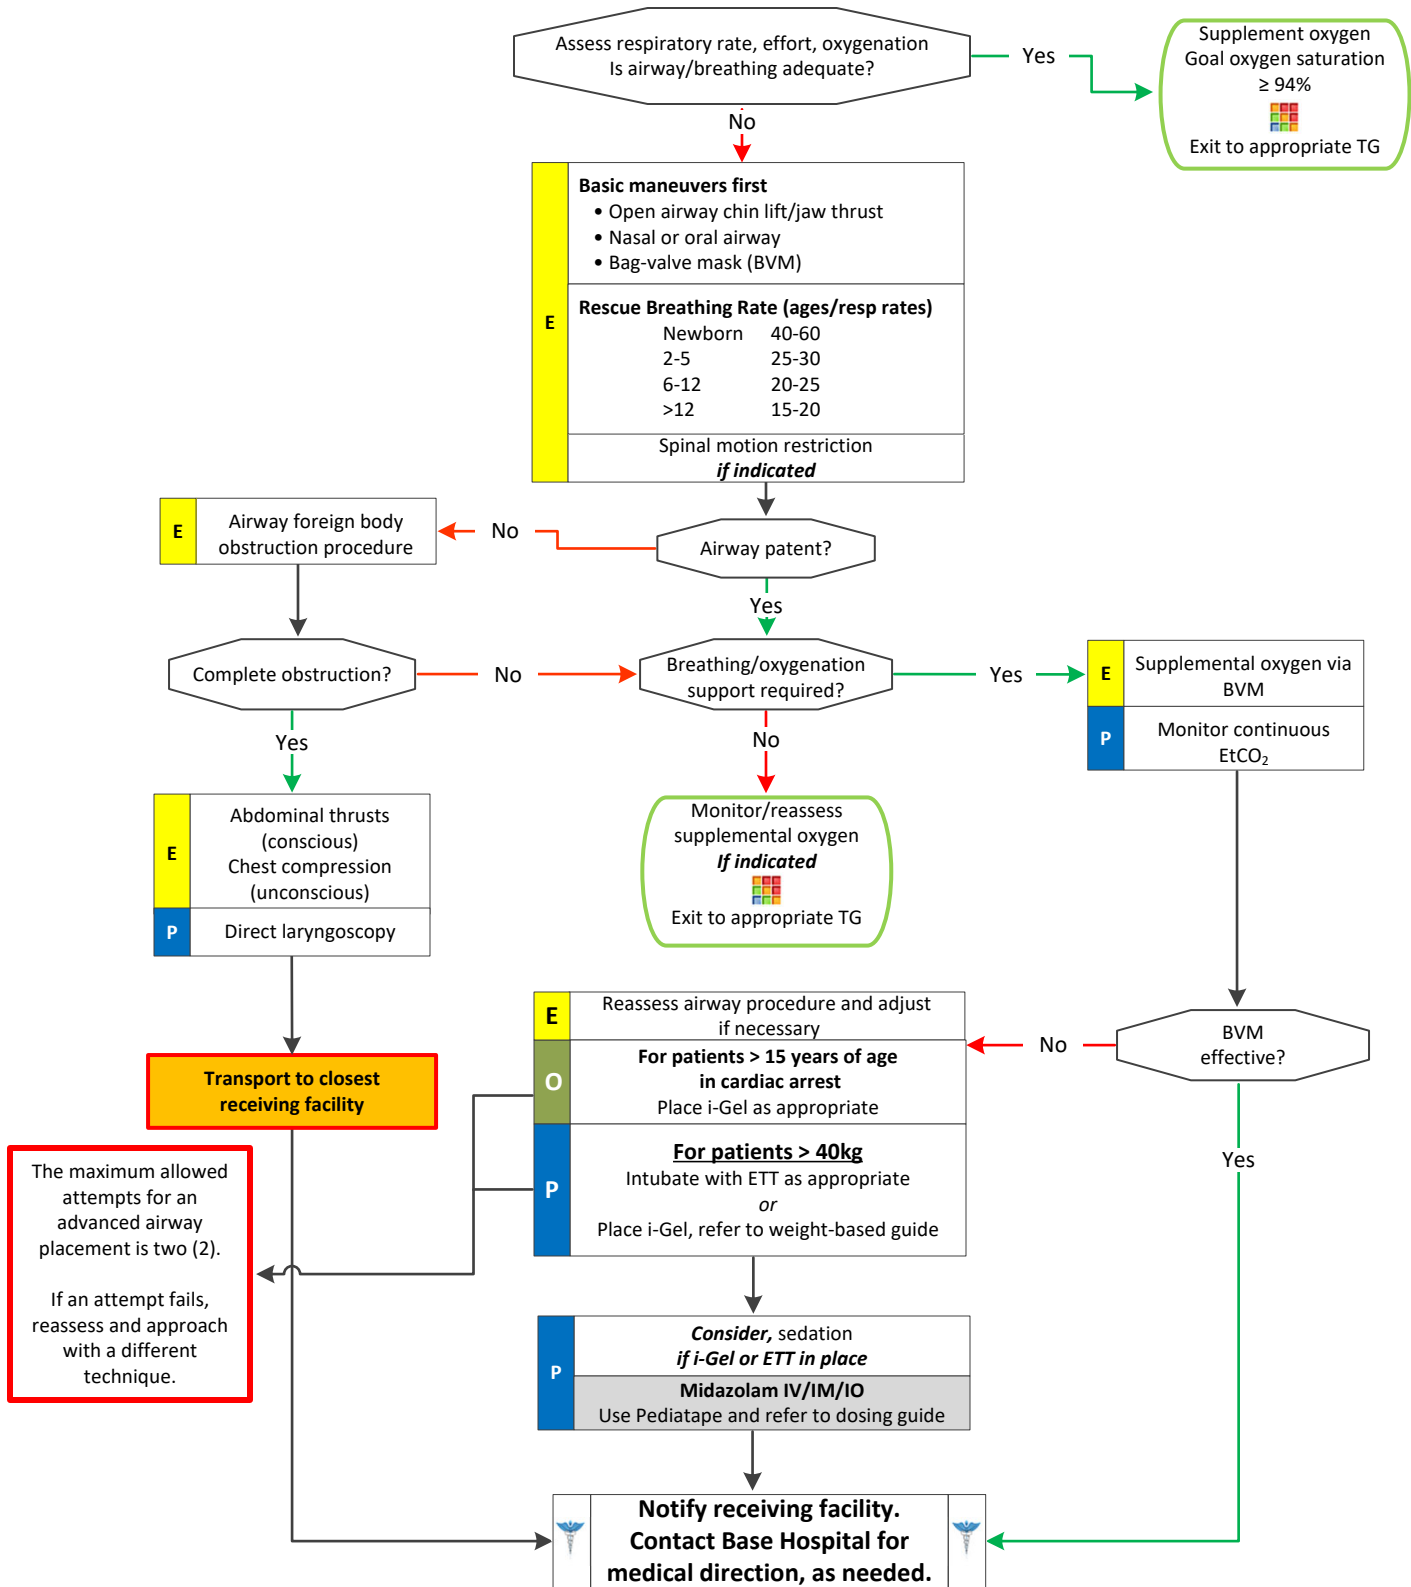 Assess respiratory rate, effort, oxygenation
Is airway/breathing adequate?
Yes
Supplement oxygen
Goal oxygen saturation
≥ 94%
Exit to appropriate TG
No
E
Basic maneuvers first
• Open airway chin lift/jaw thrust
• Nasal or oral airway
• Bag-valve mask (BVM)
Rescue Breathing Rate (ages/resp rates)
Newborn 40-60
2-5 25-30
6-12 20-25
>12 15-20
Spinal motion restriction
if indicated
E
Airway foreign body
obstruction procedure
No
Airway patent?
Yes
Complete obstruction?
No
Breathing/oxygenation
support required?
Yes
E
Supplemental oxygen via
BVM
P
Monitor continuous
EtCO₂
Yes
No
E
Abdominal thrusts
(conscious)
Chest compression
(unconscious)
P
Direct laryngoscopy
Monitor/reassess
supplemental oxygen
If indicated
Exit to appropriate TG
E
Reassess airway procedure and adjust
if necessary
No
BVM
effective?
O
For patients > 15 years of age
in cardiac arrest
Place i-Gel as appropriate
Transport to closest
receiving facility
P
For patients > 40kg
Intubate with ETT as appropriate
or
Place i-Gel, refer to weight-based guide
Yes
The maximum allowed
attempts for an
advanced airway
placement is two (2).
If an attempt fails,
reassess and approach
with a different
technique.
P
Consider, sedation
if i-Gel or ETT in place
Midazolam IV/IM/IO
Use Pediatape and refer to dosing guide
Notify receiving facility.
Contact Base Hospital for
medical direction, as needed.